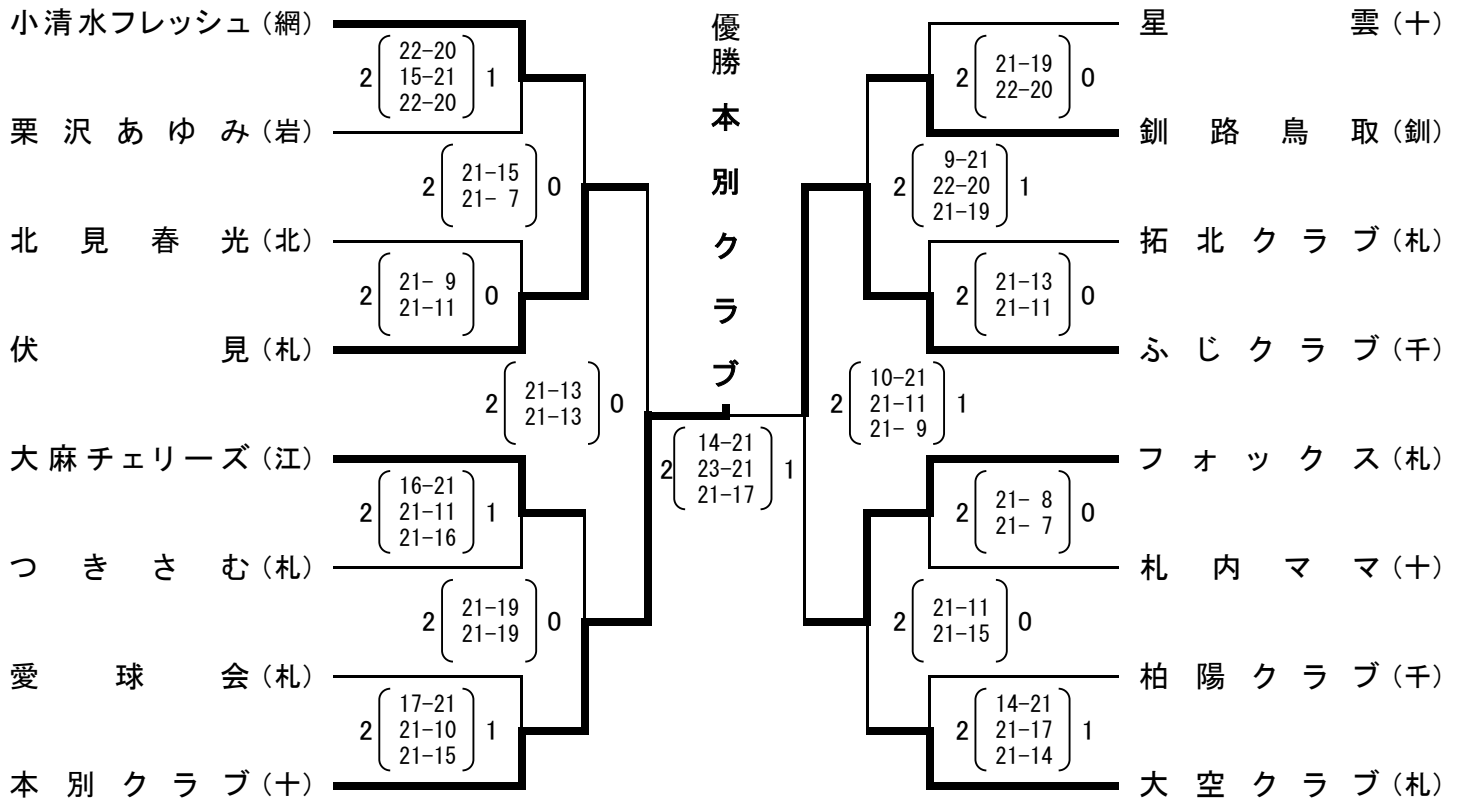 小清水フレッシュ（網）
2 22-20 1
15-21
22-20
栗沢あゆみ（岩）
2 21-15 0
21- 7
北見春光（北）
2 21- 9 0
21-11
伏見（札）
2 21-13 0
21-13
大麻チェリーズ（江）
2 16-21 1
21-11
21-16
つきさむ（札）
2 21-19 0
21-19
愛球会（札）
2 17-21 1
21-10
21-15
本別クラブ（十）
優勝
本別クラブ
2 14-21 1
23-21
21-17
星雲（十）
2 21-19 0
22-20
釧路鳥取（釧）
2 9-21 1
22-20
21-19
拓北クラブ（札）
2 21-13 0
21-11
ふじクラブ（千）
2 10-21 1
21-11
21- 9
フォックス（札）
2 21- 8 0
21- 7
札内ママ（十）
2 21-11 0
21-15
柏陽クラブ（千）
2 14-21 1
21-17
21-14
大空クラブ（札）